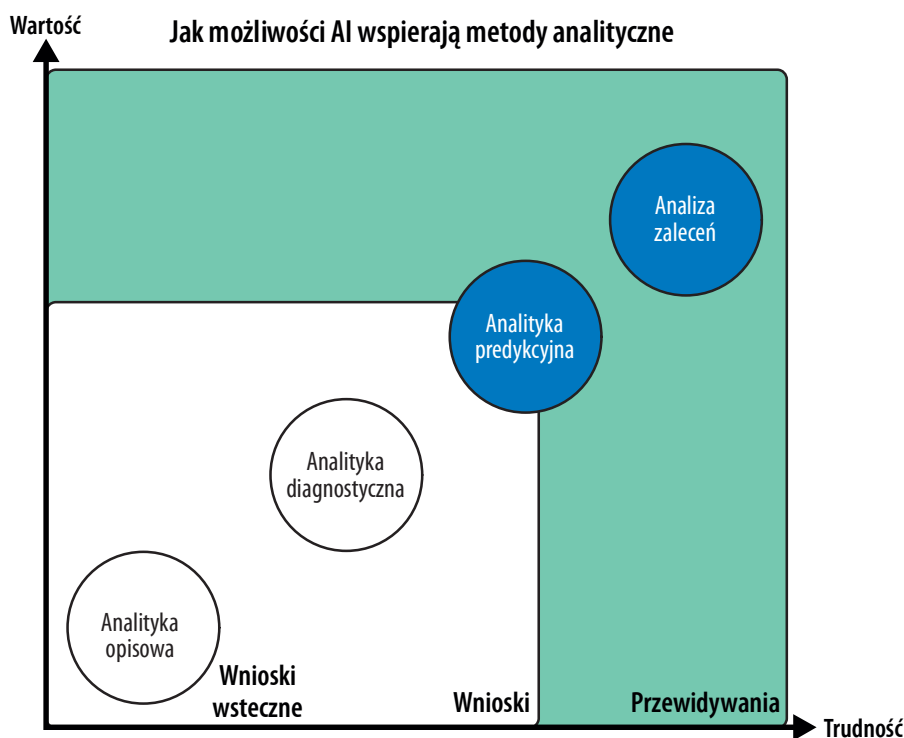 Wartość
Jak możliwości AI wspierają metody analityczne
Analiza
zaleceń
Analityka
predykcyjna
Analityka
diagnostyczna
Analityka
opisowa
Wnioski
wsteczne
Wnioski
Przewidywania
Trudność